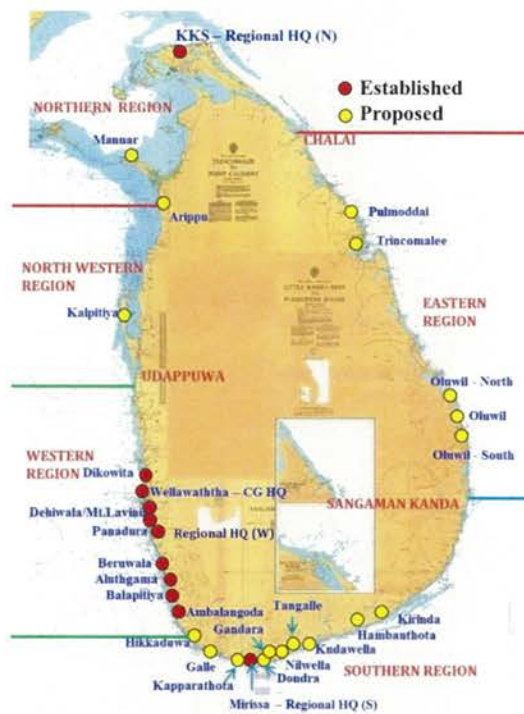 KKS – Regional HQ (N)
Established
Proposed
NORTHERN REGION
CHALAI
Manuar
Arippu
Pulmoddai
Trincomalee
NORTH WESTERN
REGION
EASTERN
REGION
Kalpitiya
UDAPPUWA
Oluwil - North
Oluwil
Oluwil -South
WESTERN
REGION
Dikowita
Wellawaththa – CG HQ
SANGAMAN KANDA
Dehiwala/Mt.Lavini
Panadura
Regional HQ (W)
Beruwala
Aluthgama
Balapitiya
Ambalangoda
Tangalle
Gandara
Kirinda
Hambanthota
Hikkaduwa
Kudawella
Galle
Nilwella
Dondra
Kapparathota
SOUTHERN REGION
Mirissa – Regional HQ (S)